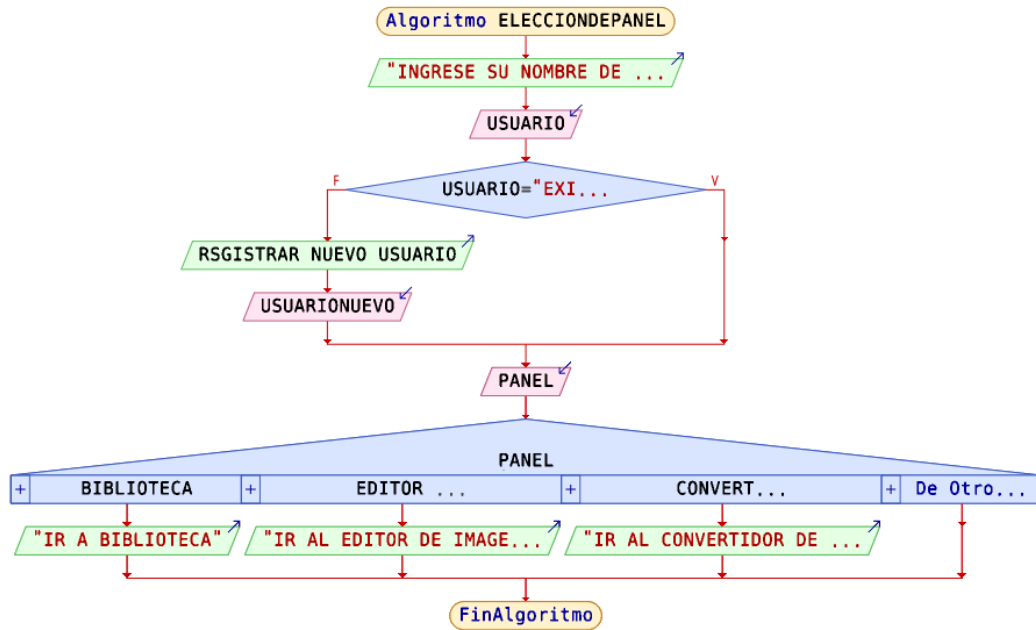 Algoritmo ELECCIONDEPANEL
"INGRESE SU NOMBRE DE ...
USUARIO
F
V
USUARIO="EXI...
RSGISTRAR NUEVO USUARIO
USUARIONUEVO
PANEL
PANEL
+ BIBLIOTECA + EDITOR ... + CONVERT... + De Otro...
"IR A BIBLIOTECA" "IR AL EDITOR DE IMAGE... "IR AL CONVERTIDOR DE ...
FinAlgoritmo